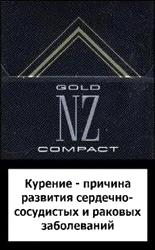 GOLD
NZ
COMPACT
Курение - причина
развития сердечно-
сосудистых и раковых
заболеваний